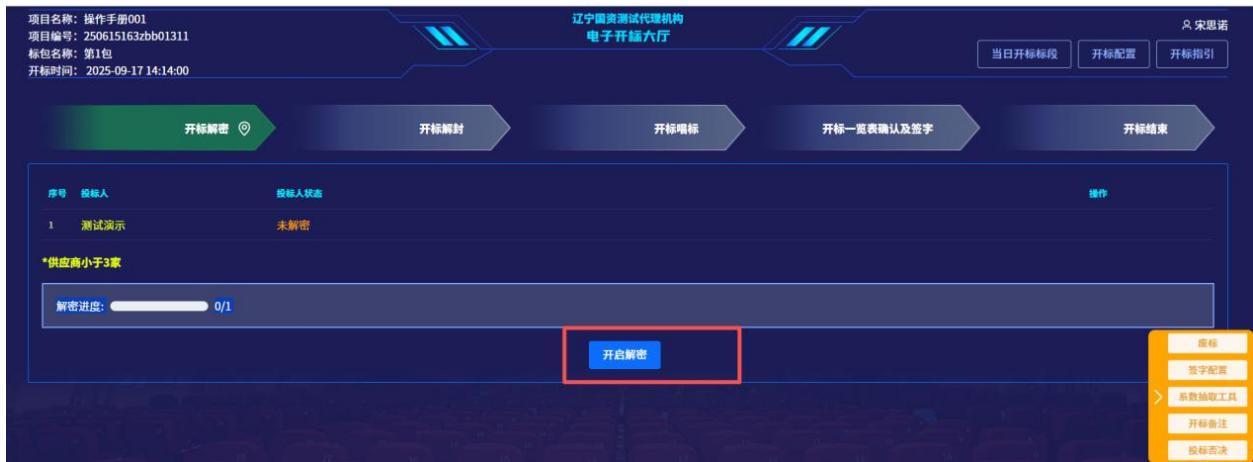 项目名称：操作手册001
项目编号：250615163zbb01311
标包名称：第1包
开标时间：2025-09-17 14:14:00
辽宁国资测试代理机构
电子开标大厅
宋思诺
当日开标标段 开标配置 开标指引
开标解密 开标解封 开标唱标 开标一览表确认及签字 开标结束
序号 投标人 投标人状态 操作
1 测试演示 未解密
*供应商小于3家
解密进度: 0/1
开启解密
废标
签字配置
系数抽取工具
开标备注
投标否决